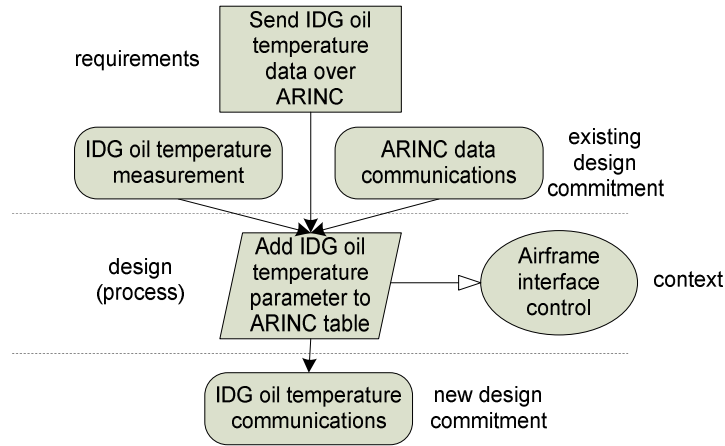 Send IDG oil
temperature
data over
ARINC
requirements
IDG oil temperature
measurement
ARINC data
communications
existing
design
commitment
design
(process)
Add IDG oil
temperature
parameter to
ARINC table
Airframe
interface
control
context
IDG oil temperature
communications
new design
commitment